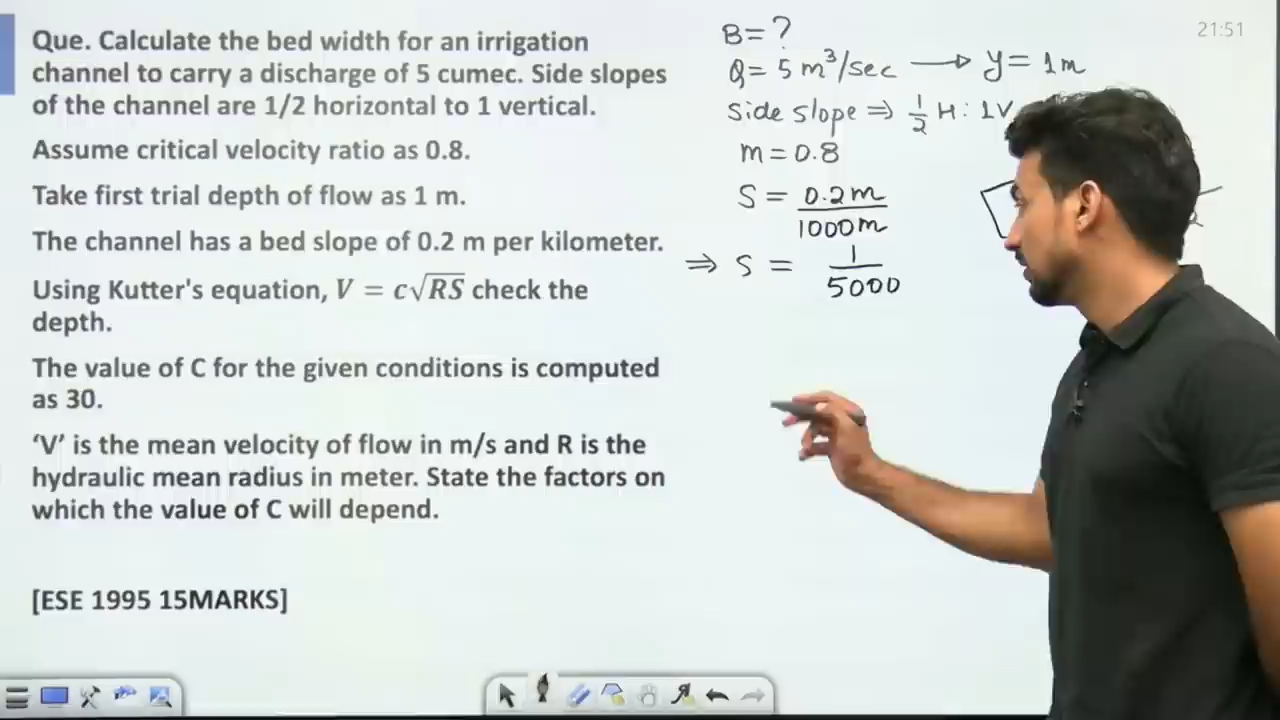 21:51
Que. Calculate the bed width for an irrigation
channel to carry a discharge of 5 cumec. Side slopes
of the channel are 1/2 horizontal to 1 vertical.
Assume critical velocity ratio as 0.8.
Take first trial depth of flow as 1 m.
The channel has a bed slope of 0.2 m per kilometer.
Using Kutter's equation, V = c√RS check the
depth.
The value of C for the given conditions is computed
as 30.
‘V’ is the mean velocity of flow in m/s and R is the
hydraulic mean radius in meter. State the factors on
which the value of C will depend.
[ESE 1995 15MARKS]
B = ?
Q = 5 m³/sec → y = 1m
Side slope ⇒ 1/2 H : 1V
m = 0.8
S = 0.2m / 1000m
⇒ S = 1 / 5000